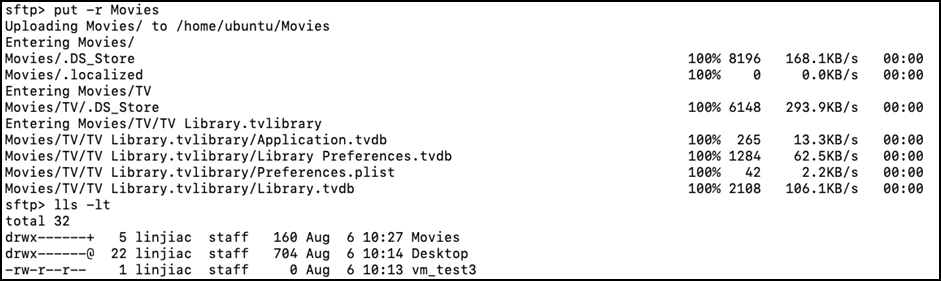 sftp> put -r Movies
Uploading Movies/ to /home/ubuntu/Movies
Entering Movies/
Movies/.DS_Store 100% 8196 168.1KB/s 00:00
Movies/.localized 100% 0 0.0KB/s 00:00
Entering Movies/TV
Movies/TV/.DS_Store 100% 6148 293.9KB/s 00:00
Entering Movies/TV/TV Library.tvlibrary
Movies/TV/TV Library.tvlibrary/Application.tvdb 100% 265 13.3KB/s 00:00
Movies/TV/TV Library.tvlibrary/Library Preferences.tvdb 100% 1284 62.5KB/s 00:00
Movies/TV/TV Library.tvlibrary/Preferences.plist 100% 42 2.2KB/s 00:00
Movies/TV/TV Library.tvlibrary/Library.tvdb 100% 2108 106.1KB/s 00:00
sftp> lls -lt
total 32
drwx------+ 5 linjiac staff 160 Aug 6 10:27 Movies
drwx------@ 22 linjiac staff 704 Aug 6 10:14 Desktop
-rw-r--r-- 1 linjiac staff 0 Aug 6 10:13 vm_test3